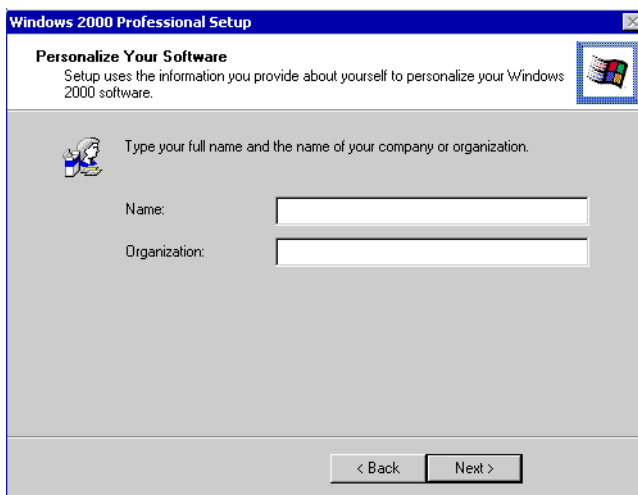 Windows 2000 Professional Setup
Personalize Your Software
Setup uses the information you provide about yourself to personalize your Windows
2000 software.
Type your full name and the name of your company or organization.
Name:
Organization:
< Back
Next >